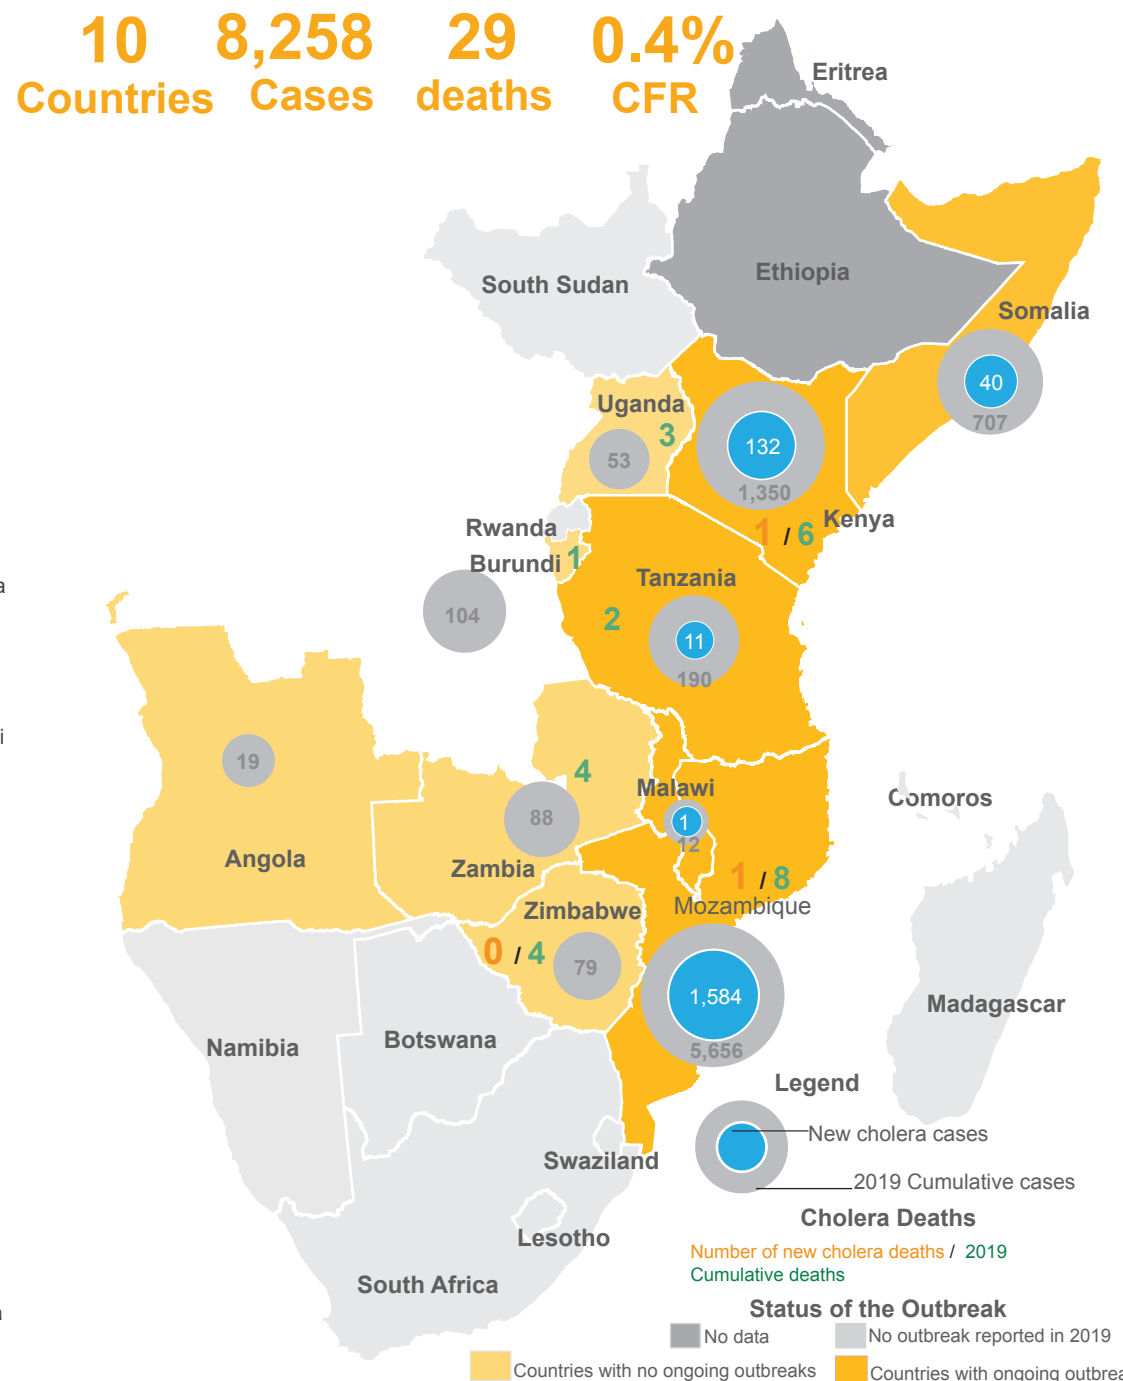 10 8,258 29 0.4%
Countries Cases deaths CFR
Eritrea
South Sudan
Ethiopia
Somalia
40
707
Uganda
3
53
132
1,350
1 / 6
Kenya
Rwanda
Burundi 1
104
Tanzania
2
11
190
a
i
19
Angola
4
88
Zambia
Malawi
1
12
Comoros
1 / 8
Mozambique
Zimbabwe
0 / 4
79
1,584
5,656
Madagascar
Namibia
Botswana
Swaziland
Lesotho
South Africa
Legend
New cholera cases
2019 Cumulative cases
Cholera Deaths
Number of new cholera deaths / 2019
Cumulative deaths
Status of the Outbreak
No data
No outbreak reported in 2019
Countries with no ongoing outbreaks
Countries with ongoing outbrea